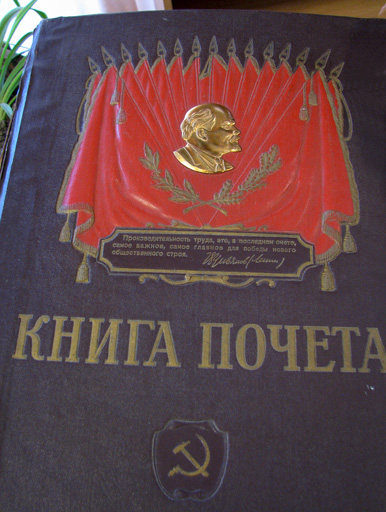 Производительность труда, это, в последнем счете,
самое важное, самое главное для победы нового
общественного строя.
КНИГА ПОЧЕТА